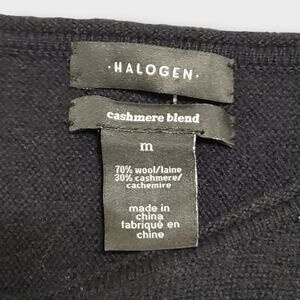 ·HALOGEN·
cashmere blend
m
70% wool/laine
30% cashmere/
cachemire
made in
china
fabriqué en
chine